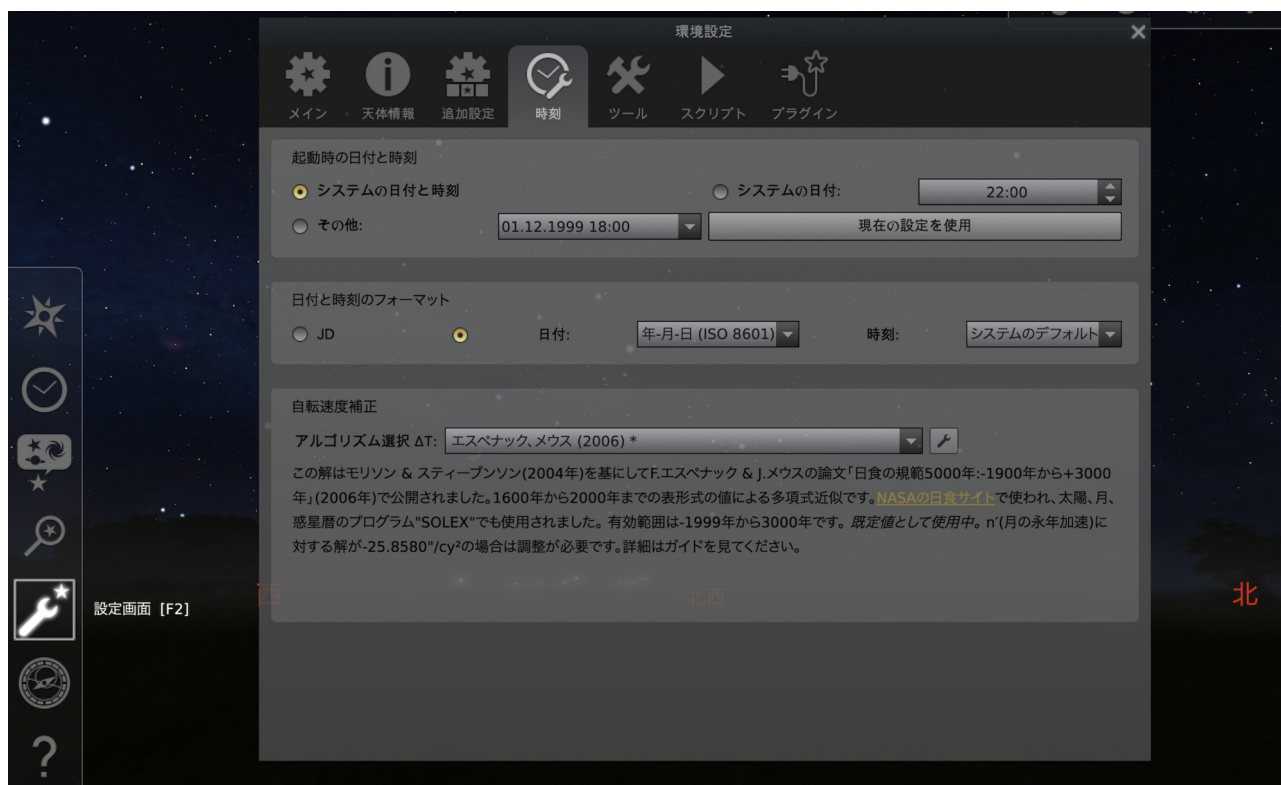 環境設定
メイン 天体情報 追加設定 時刻 ツール スクリプト プラグイン
起動時の日付と時刻
システムの日付と時刻 システムの日付: 22:00
その他: 01.12.1999 18:00 現在の設定を使用
日付と時刻のフォーマット
JD 日付: 年-月-日 (ISO 8601) 時刻: システムのデフォルト
自転速度補正
アルゴリズム選択 ΔT: エスペナック、メウス (2006) *
この解はモリソン & スティーブンソン(2004年)を基にしてF.エスペナック & J.メウスの論文「日食の規範5000年:-1900年から+3000
年」(2006年)で公開されました。1600年から2000年までの表形式の値による多項式近似です。NASAの日食サイトで使われ、太陽、月、
惑星暦のプログラム"SOLEX"でも使用されました。有効範囲は-1999年から3000年です。 既定値として使用中。 n′(月の永年加速)に
対する解が-25.8580"/cy²の場合は調整が必要です。詳細はガイドを見てください。
西 北西 北
設定画面 [F2]